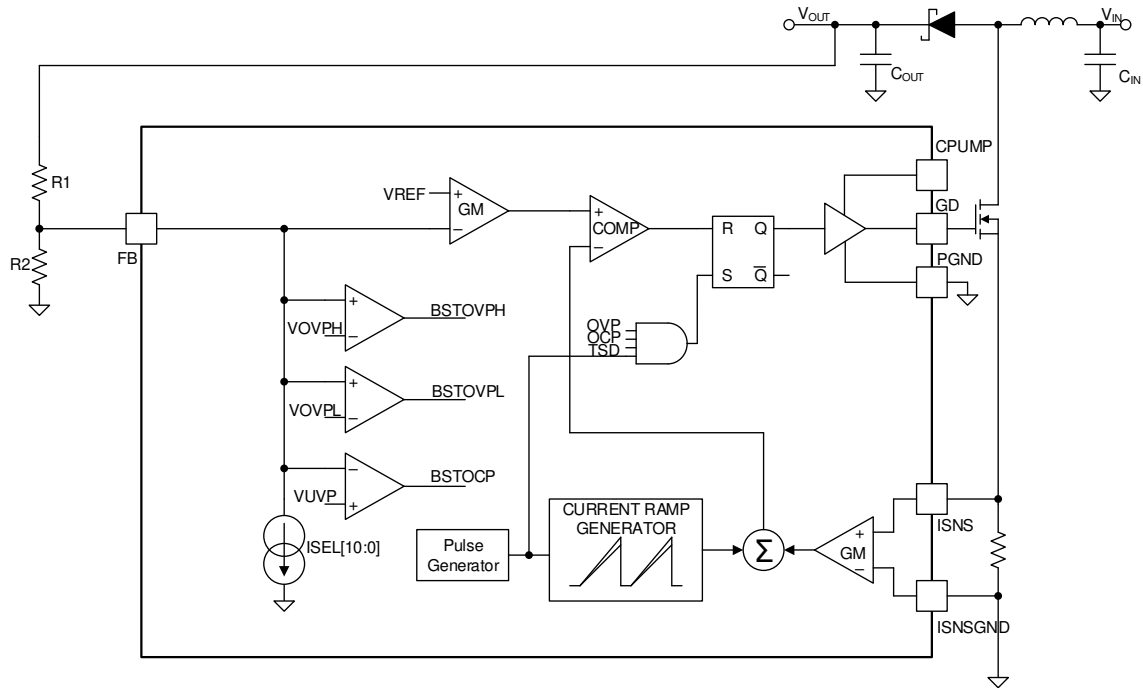 VOUT
VIN
COUT
CIN
CPUMP
R1
VREF
+
GM
−
+
COMP
−
R Q
S Q̅
GD
FB
R2
PGND
+
VOVPH −
BSTOVPH
OVP
OCP
TSD
+
VOVPL −
BSTOVPL
−
VUVP +
BSTOCP
ISEL[10:0]
Pulse
Generator
CURRENT RAMP
GENERATOR
Σ
+
GM
−
ISNS
ISNSGND